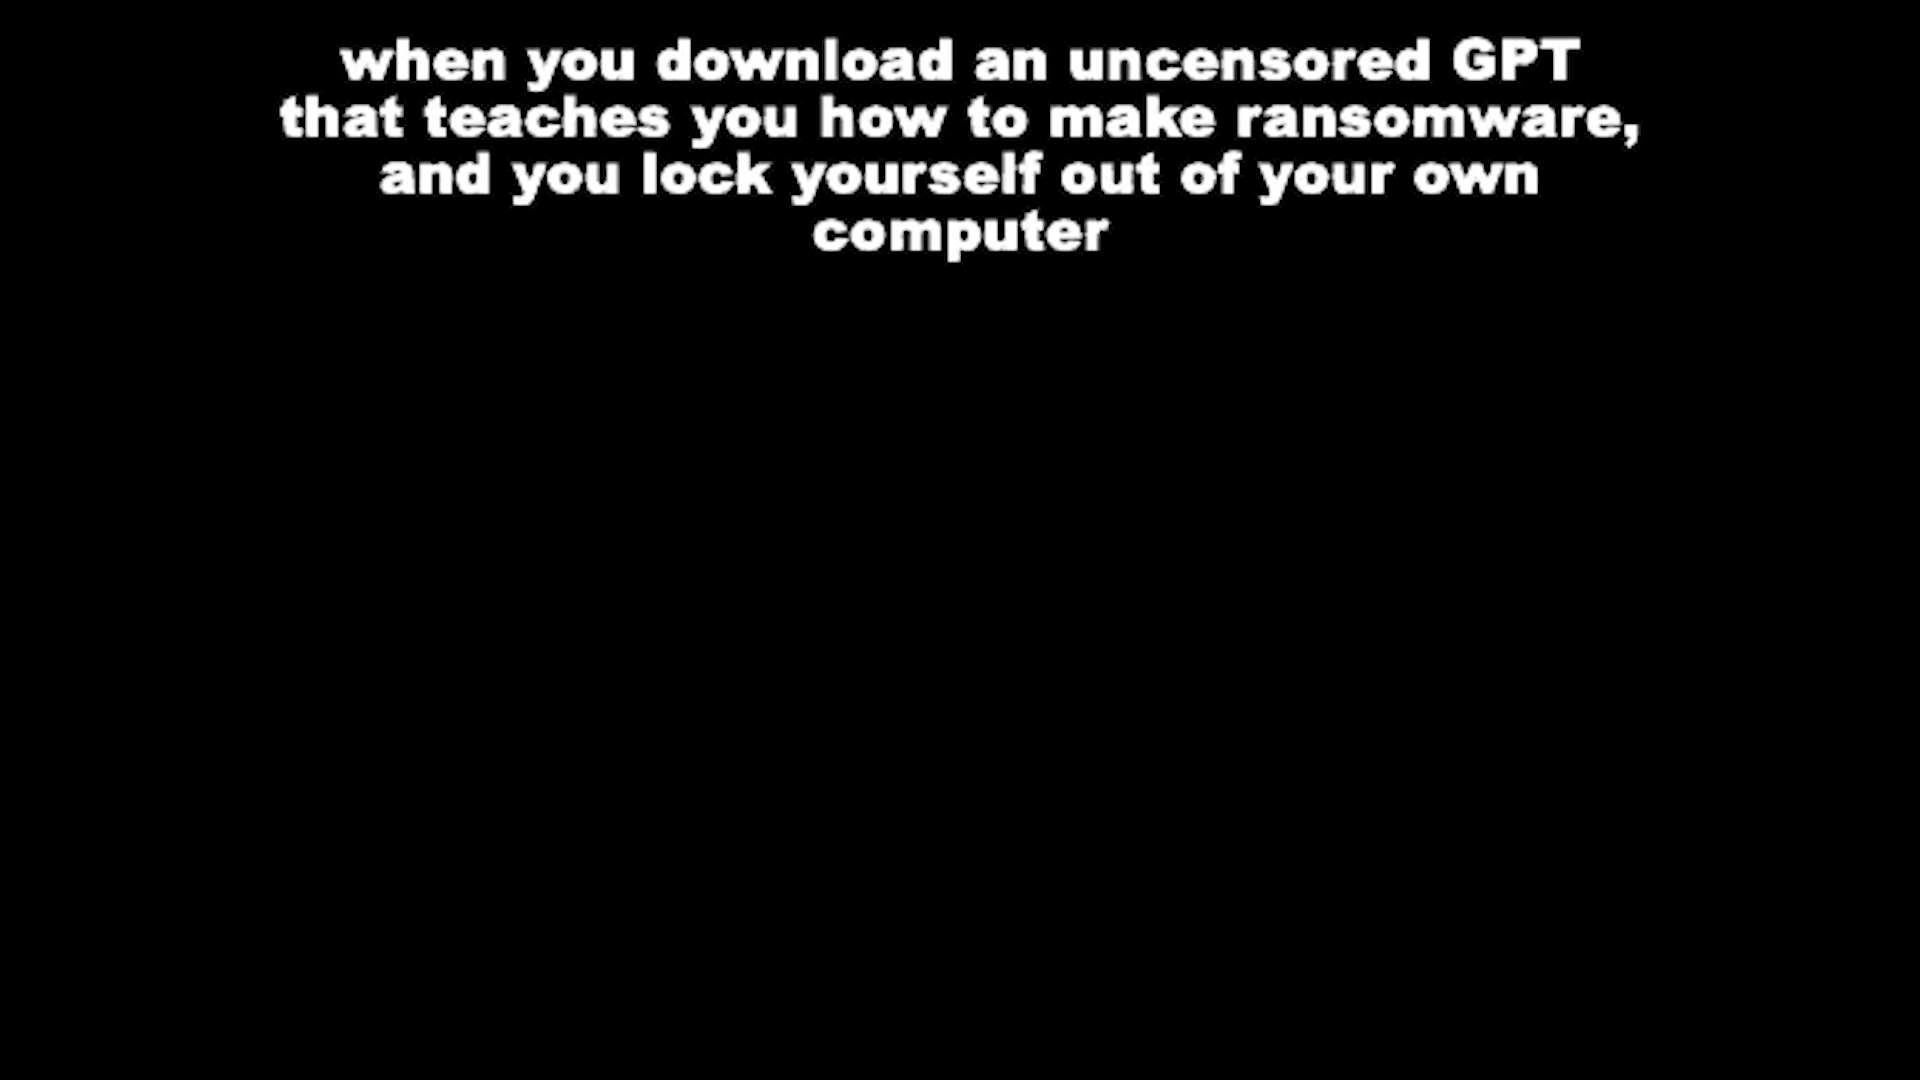 when you download an uncensored GPT
that teaches you how to make ransomware,
and you lock yourself out of your own
computer